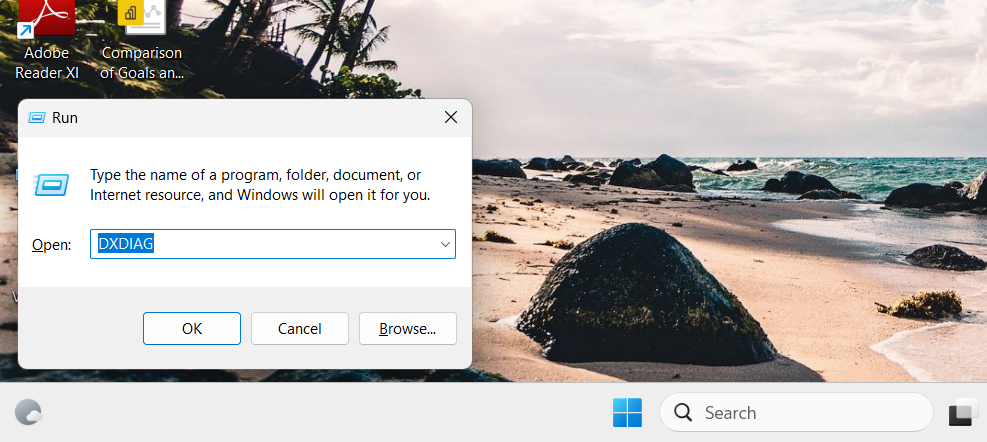 Adobe
Reader XI
Comparison
of Goals an...
Run
Type the name of a program, folder, document, or
Internet resource, and Windows will open it for you.
Open:
DXDIAG
OK
Cancel
Browse...
Search